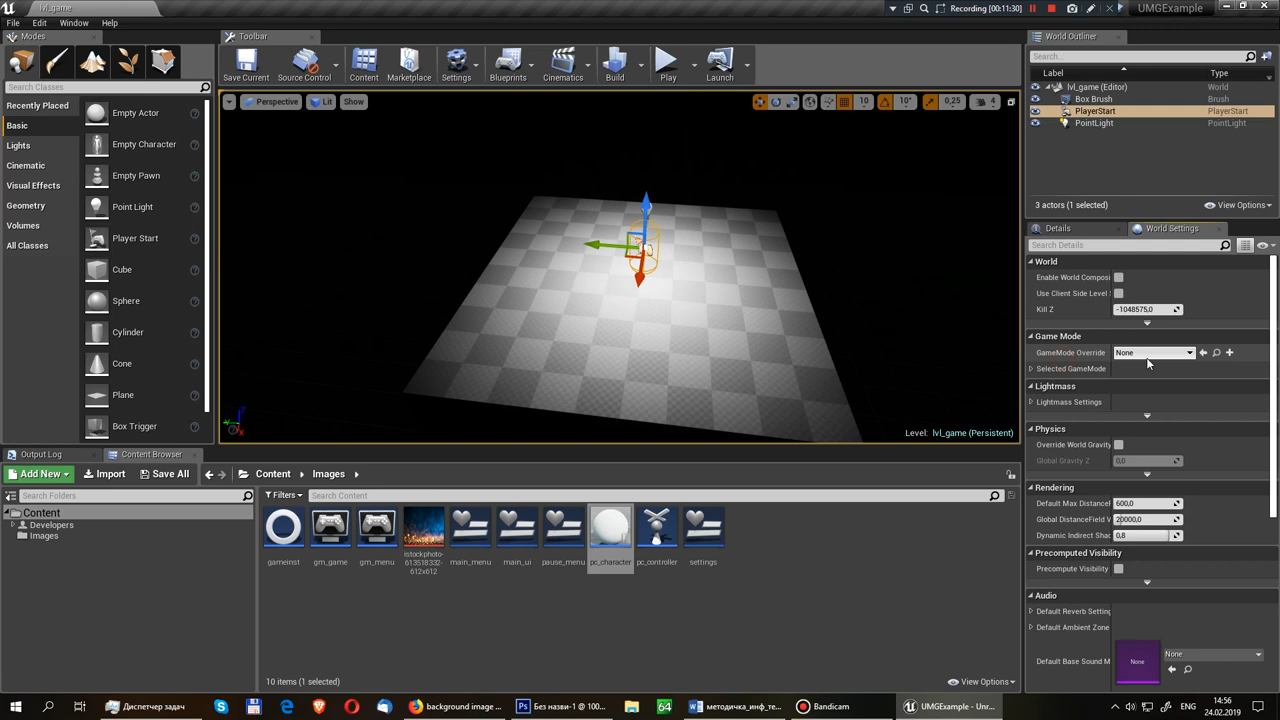 lvl_game
Recording [00:11:30]
UMGExample
File Edit Window Help
Modes
Search Classes
Recently Placed
Basic
Lights
Cinematic
Visual Effects
Geometry
Volumes
All Classes
Empty Actor
Empty Character
Empty Pawn
Point Light
Player Start
Cube
Sphere
Cylinder
Cone
Plane
Box Trigger
Toolbar
Save Current
Source Control
Content
Marketplace
Settings
Blueprints
Cinematics
Build
Play
Launch
Perspective
Lit
Show
10
10°
0,25
4
Level: lvl_game (Persistent)
World Outliner
Search...
Label Type
lvl_game (Editor) World
Box Brush Brush
PlayerStart PlayerStart
PointLight PointLight
3 actors (1 selected)
View Options
Details
World Settings
Search Details
World
Enable World Composi
Use Client Side Level
Kill Z -1048575,0
Game Mode
GameMode Override None
Selected GameMode
Lightmass
Lightmass Settings
Physics
Override World Gravity
Global Gravity Z 0,0
Rendering
Default Max Distance 600,0
Global DistanceField V 20000,0
Dynamic Indirect Shad 0,8
Precomputed Visibility
Precompute Visibility
Audio
Default Reverb Setting
Default Ambient Zone
Default Base Sound M None None
Output Log
Content Browser
Add New
Import
Save All
Content
Images
Search Folders
Content
Developers
Images
Filters
Search Content
gameinst
gm_game
gm_menu
istockphoto-
613518332-
612x612
main_menu
main_ui
pause_menu
pc_character
pc_controller
settings
10 items (1 selected)
View Options
Диспетчер задач
background image ...
Без назви-1 @ 100...
64
методичка_инф_те...
Bandicam
UMGExample - Unr...
14:56
24.02.2019